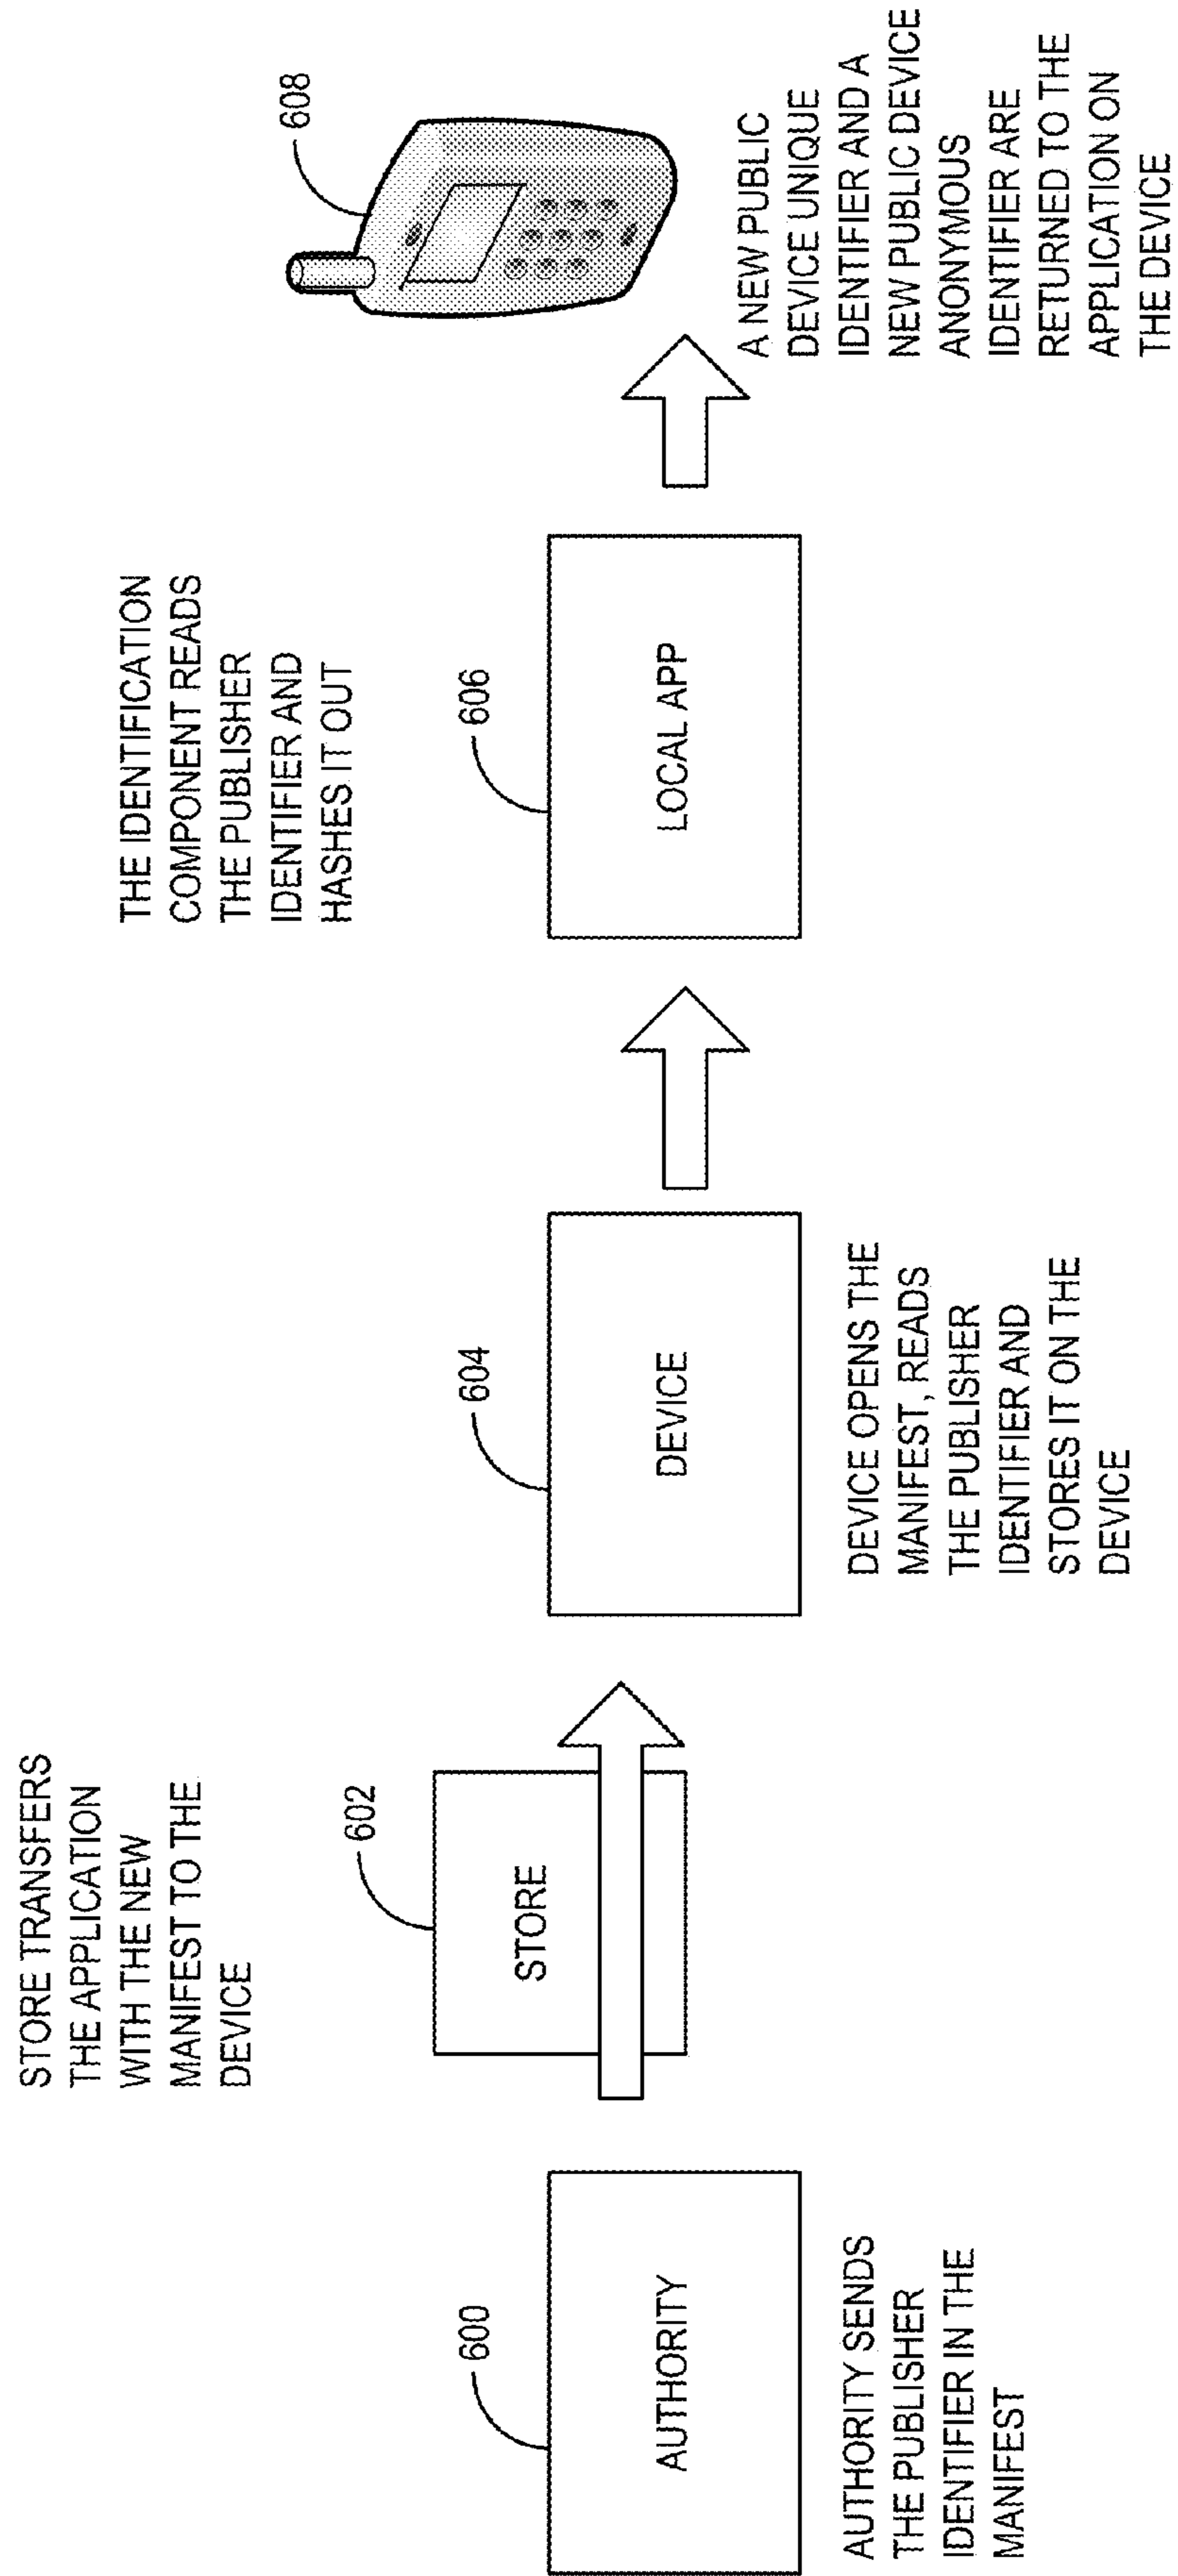 600
AUTHORITY
AUTHORITY SENDS
THE PUBLISHER
IDENTIFIER IN THE
MANIFEST
STORE TRANSFERS
THE APPLICATION
WITH THE NEW
MANIFEST TO THE
DEVICE
602
STORE
604
DEVICE
DEVICE OPENS THE
MANIFEST, READS
THE PUBLISHER
IDENTIFIER AND
STORES IT ON THE
DEVICE
THE IDENTIFICATION
COMPONENT READS
THE PUBLISHER
IDENTIFIER AND
HASHES IT OUT
606
LOCAL APP
608
A NEW PUBLIC
DEVICE UNIQUE
IDENTIFIER AND A
NEW PUBLIC DEVICE
ANONYMOUS
IDENTIFIER ARE
RETURNED TO THE
APPLICATION ON
THE DEVICE